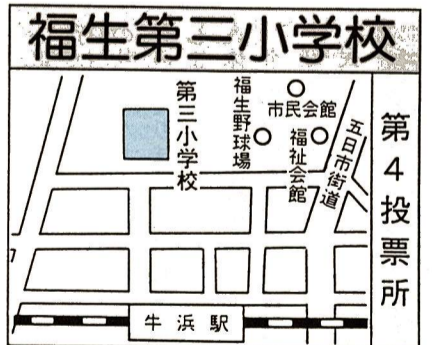 福生第三小学校
第4投票所
第三小学校
福生野球場
市民会館
福祉会館
五日市街道
牛浜駅